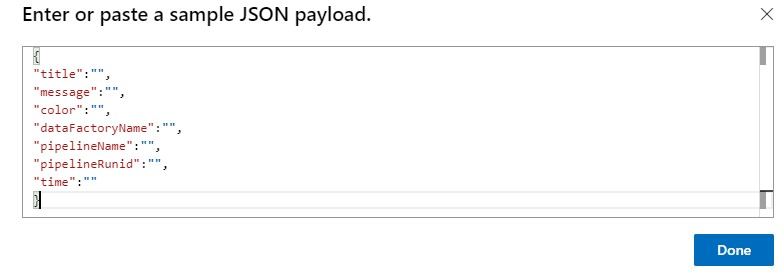 Enter or paste a sample JSON payload.
{
"title":"",
"message":"",
"color":"",
"dataFactoryName":"",
"pipelineName":"",
"pipelineRunid":"",
"time":""
}
Done